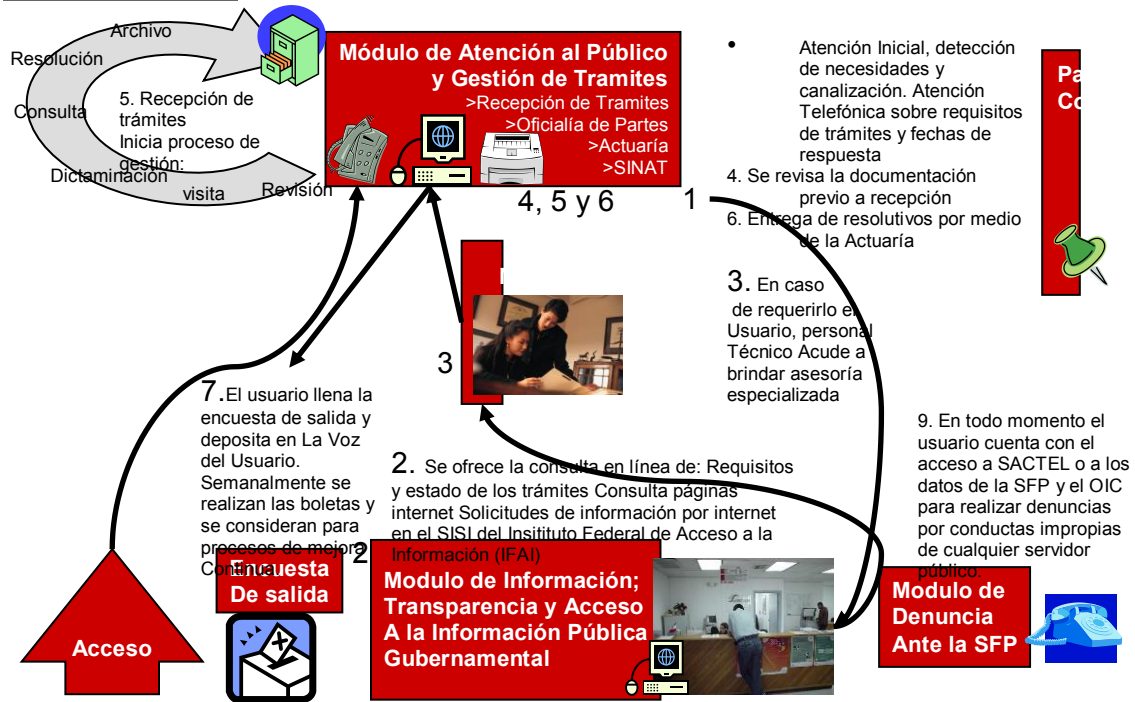 Archivo
Resolución
Consulta
Dictaminación
visita
Revisión
5. Recepción de
trámites
Inicia proceso de
gestión:
Módulo de Atención al Público
y Gestión de Tramites
>Recepción de Tramites
>Oficialía de Partes
>Actuaría
>SINAT
4, 5 y 6
1
• Atención Inicial, detección
de necesidades y
canalización. Atención
Telefónica sobre requisitos
de trámites y fechas de
respuesta
4. Se revisa la documentación
previo a recepción
6. Entrega de resolutivos por medio
de la Actuaría
Pa
Co
3. En caso
de requerirlo el
Usuario, personal
Técnico Acude a
brindar asesoría
especializada
3
7.El usuario llena la
encuesta de salida y
deposita en La Voz
del Usuario.
Semanalmente se
realizan las boletas y
se consideran para
procesos de mejora
Continua.
2. Se ofrece la consulta en línea de: Requisitos
y estado de los trámites Consulta páginas
internet Solicitudes de información por internet
en el SISI del Insitituto Federal de Acceso a la
Información (IFAI)
9. En todo momento el
usuario cuenta con el
acceso a SACTEL o a los
datos de la SFP y el OIC
para realizar denuncias
por conductas impropias
de cualquier servidor
público.
Acceso
Encuesta
De salida
2
Modulo de Información;
Transparencia y Acceso
A la Información Pública
Gubernamental
Modulo de
Denuncia
Ante la SFP